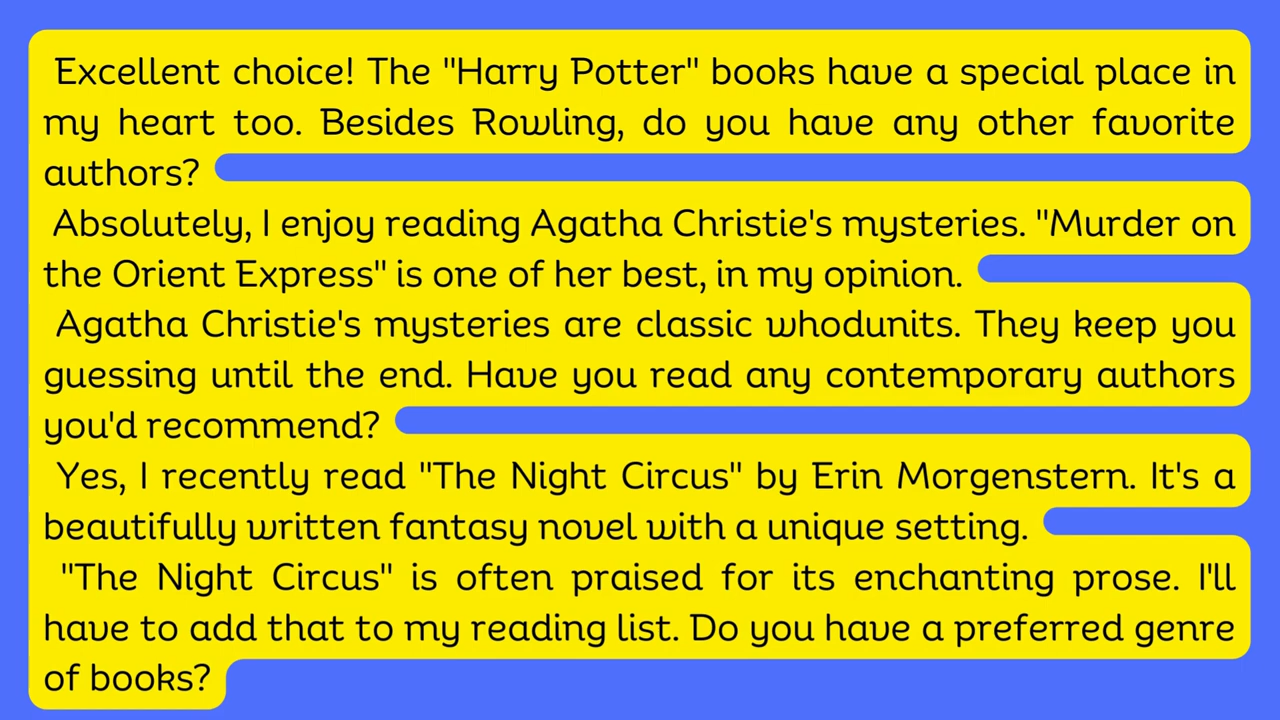 Excellent choice! The "Harry Potter" books have a special place in
my heart too. Besides Rowling, do you have any other favorite
authors?
Absolutely, I enjoy reading Agatha Christie's mysteries. "Murder on
the Orient Express" is one of her best, in my opinion.
Agatha Christie's mysteries are classic whodunits. They keep you
guessing until the end. Have you read any contemporary authors
you'd recommend?
Yes, I recently read "The Night Circus" by Erin Morgenstern. It's a
beautifully written fantasy novel with a unique setting.
"The Night Circus" is often praised for its enchanting prose. I'll
have to add that to my reading list. Do you have a preferred genre
of books?